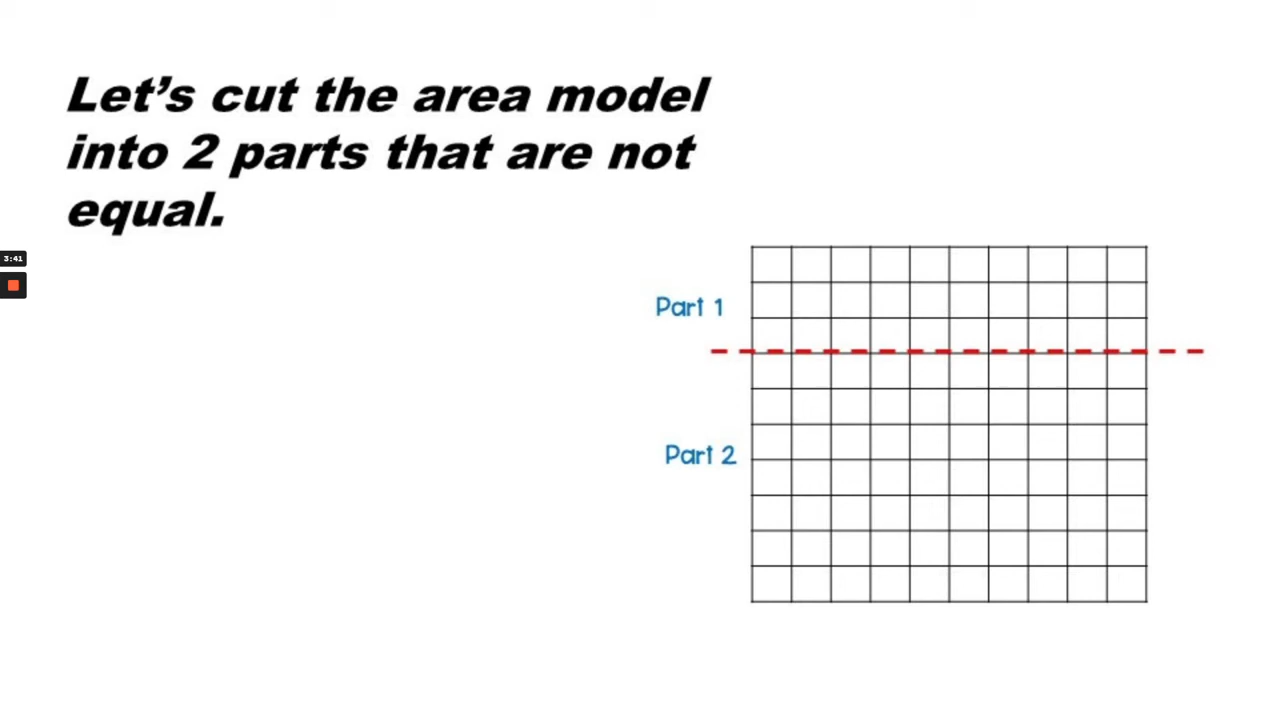 Let's cut the area model
into 2 parts that are not
equal.
3:41
Part 1
Part 2